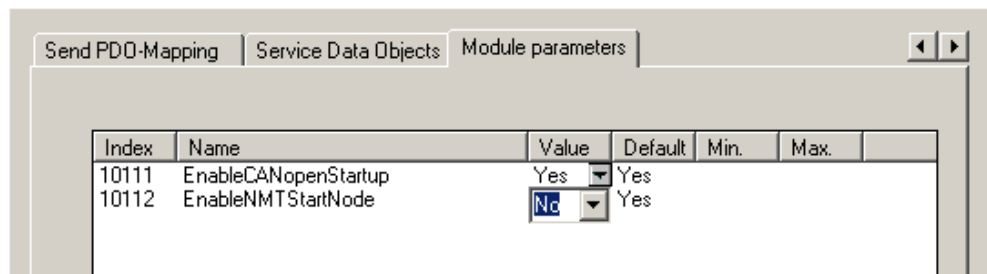 Send PDO-Mapping Service Data Objects Module parameters
Index Name Value Default Min. Max.
10111 EnableCANopenStartup Yes Yes
10112 EnableNMTStartNode No Yes